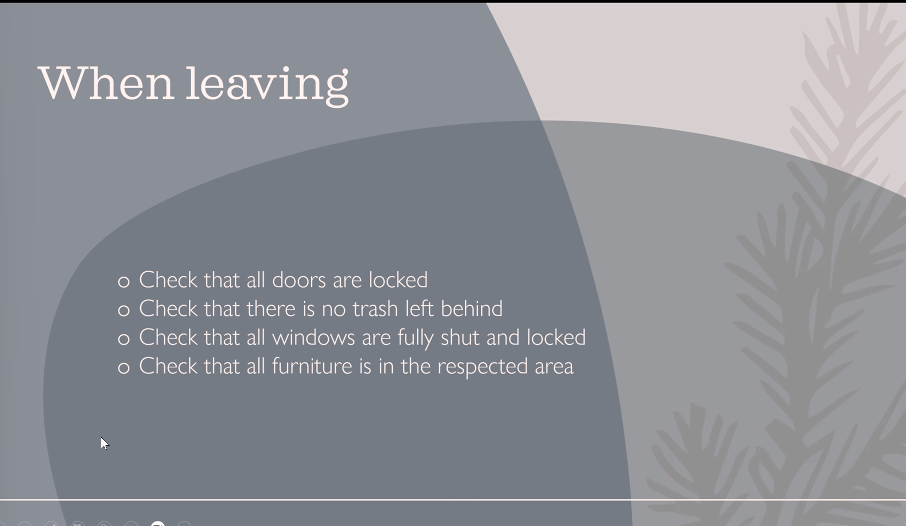 When leaving
o Check that all doors are locked
o Check that there is no trash left behind
o Check that all windows are fully shut and locked
o Check that all furniture is in the respected area